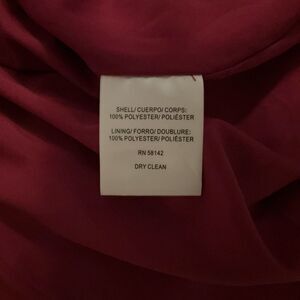 SHELL/ CUERPO/ CORPS:
100% POLYESTER/ POLIÉSTER
LINING/ FORRO/ DOUBLURE:
100% POLYESTER/ POLIÉSTER
RN 58142
DRY CLEAN